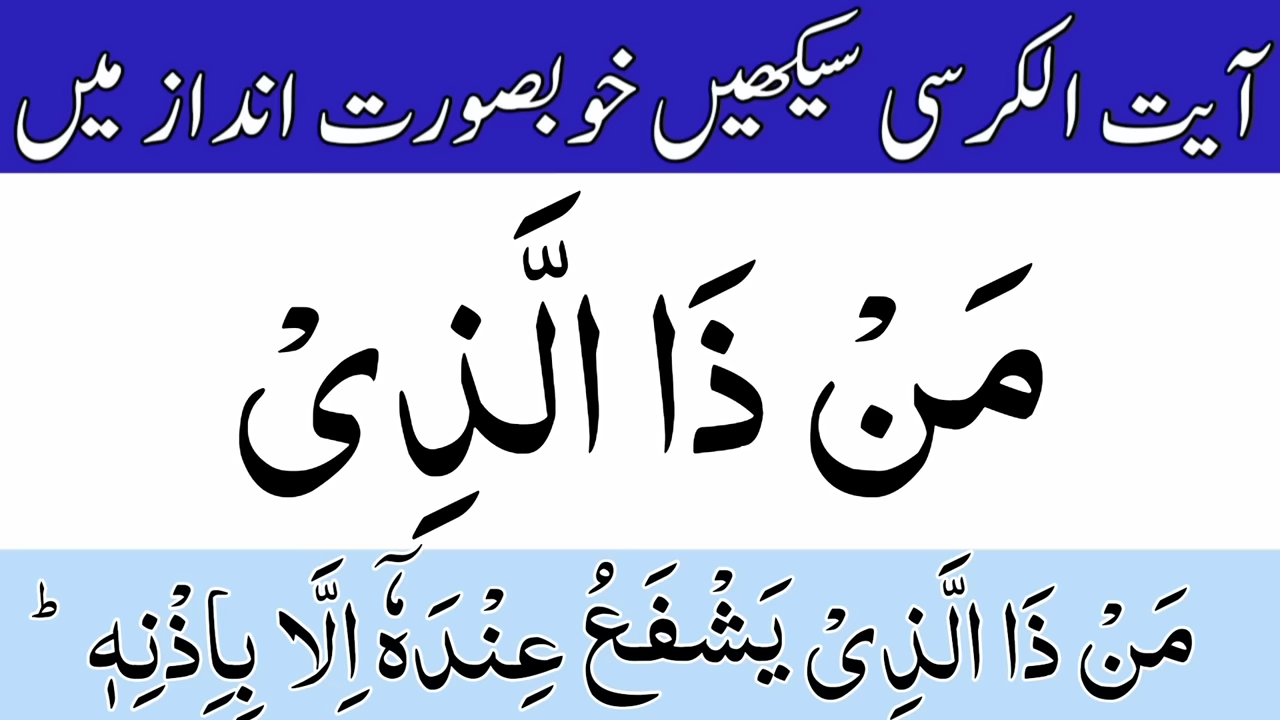 آیت الکرسی سیکھیں خوبصورت انداز میں
مَنْ ذَا الَّذِیْ
مَنْ ذَا الَّذِیْ یَشْفَعُ عِنْدَهٗۤ اِلَّا بِاِذْنِهٖ ؕ